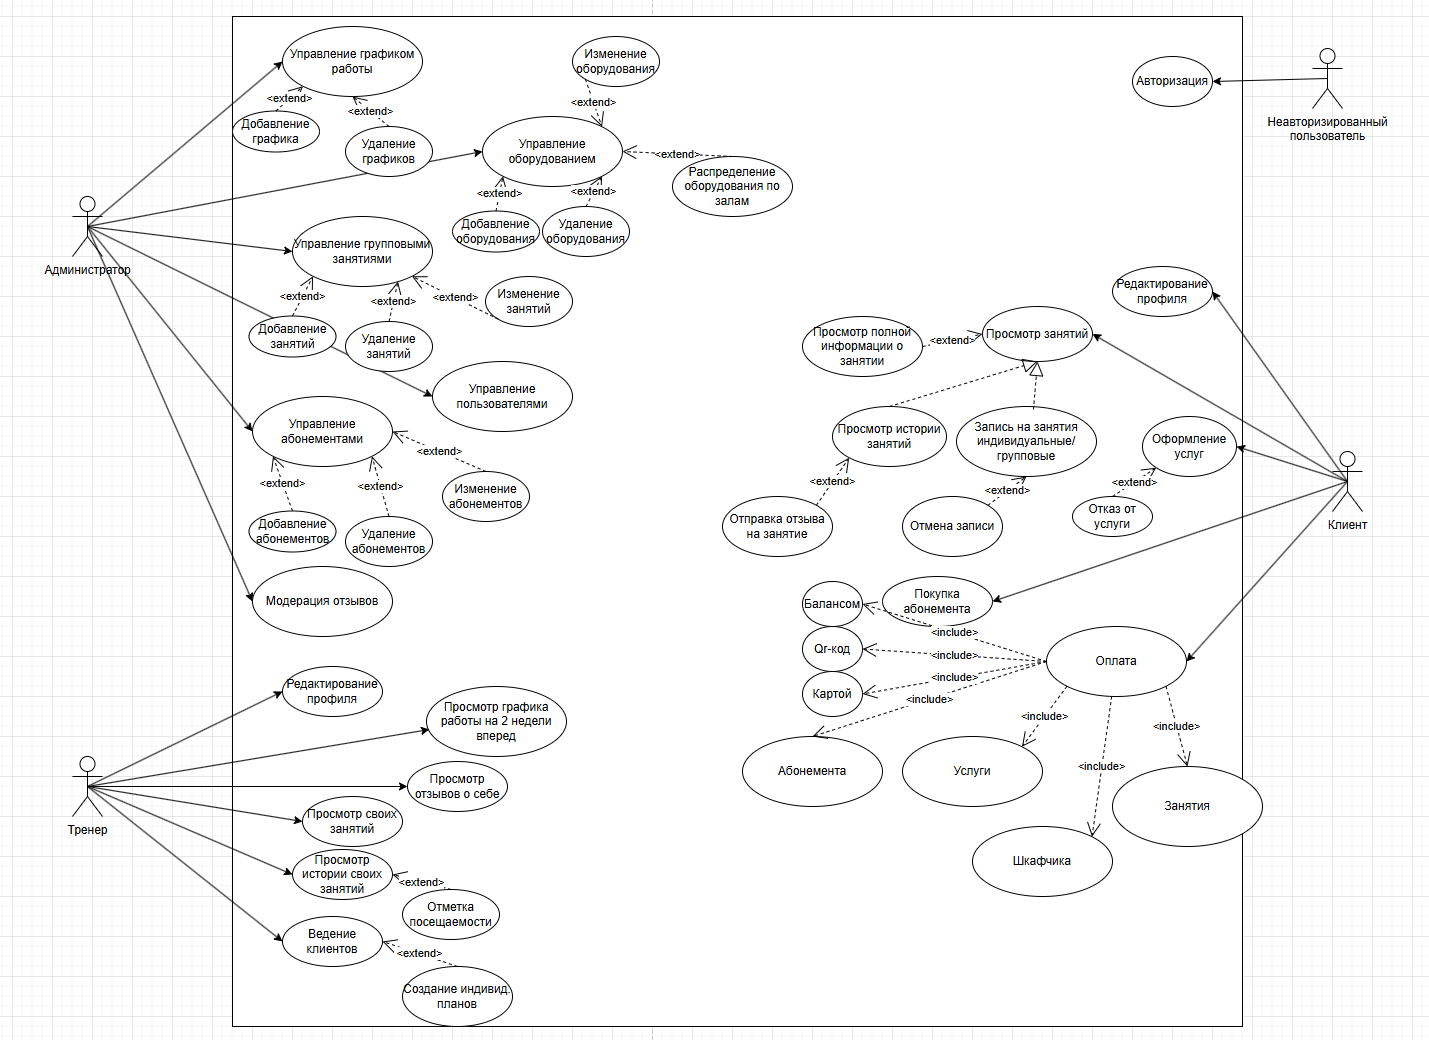 Управление графиком
работы
<extend>
Добавление
графика
<extend>
Удаление
графиков
Изменение
оборудования
<extend>
Управление
оборудованием
<extend>
Распределение
оборудования по
залам
<extend>
Добавление
оборудования
<extend>
Удаление
оборудования
Авторизация
Неавторизированный
пользователь
Администратор
Управление групповыми
занятиями
<extend>
Добавление
занятий
<extend>
Удаление
занятий
<extend>
Изменение
занятий
Управление
пользователями
Управление
абонементами
<extend>
Изменение
абонементов
<extend>
Добавление
абонементов
<extend>
Удаление
абонементов
Модерация отзывов
Редактирование
профиля
Просмотр полной
информации о
занятии
<extend>
Просмотр занятий
Просмотр истории
занятий
Запись на занятия
индивидуальные/
групповые
Оформление
услуг
<extend>
Отправка отзыва
на занятие
<extend>
Отмена записи
<extend>
Отказ от
услуги
Клиент
Покупка
абонемента
Балансом
<include>
Qr-код
<include>
Картой
<include>
<include>
Оплата
Абонемента
<include>
Услуги
<include>
Шкафчика
<include>
Занятия
Редактирование
профиля
Просмотр графика
работы на 2 недели
вперед
Просмотр
отзывов о себе
Тренер
Просмотр своих
занятий
Просмотр
истории своих
занятий
<extend>
Отметка
посещаемости
Ведение
клиентов
<extend>
Создание индивид.
планов